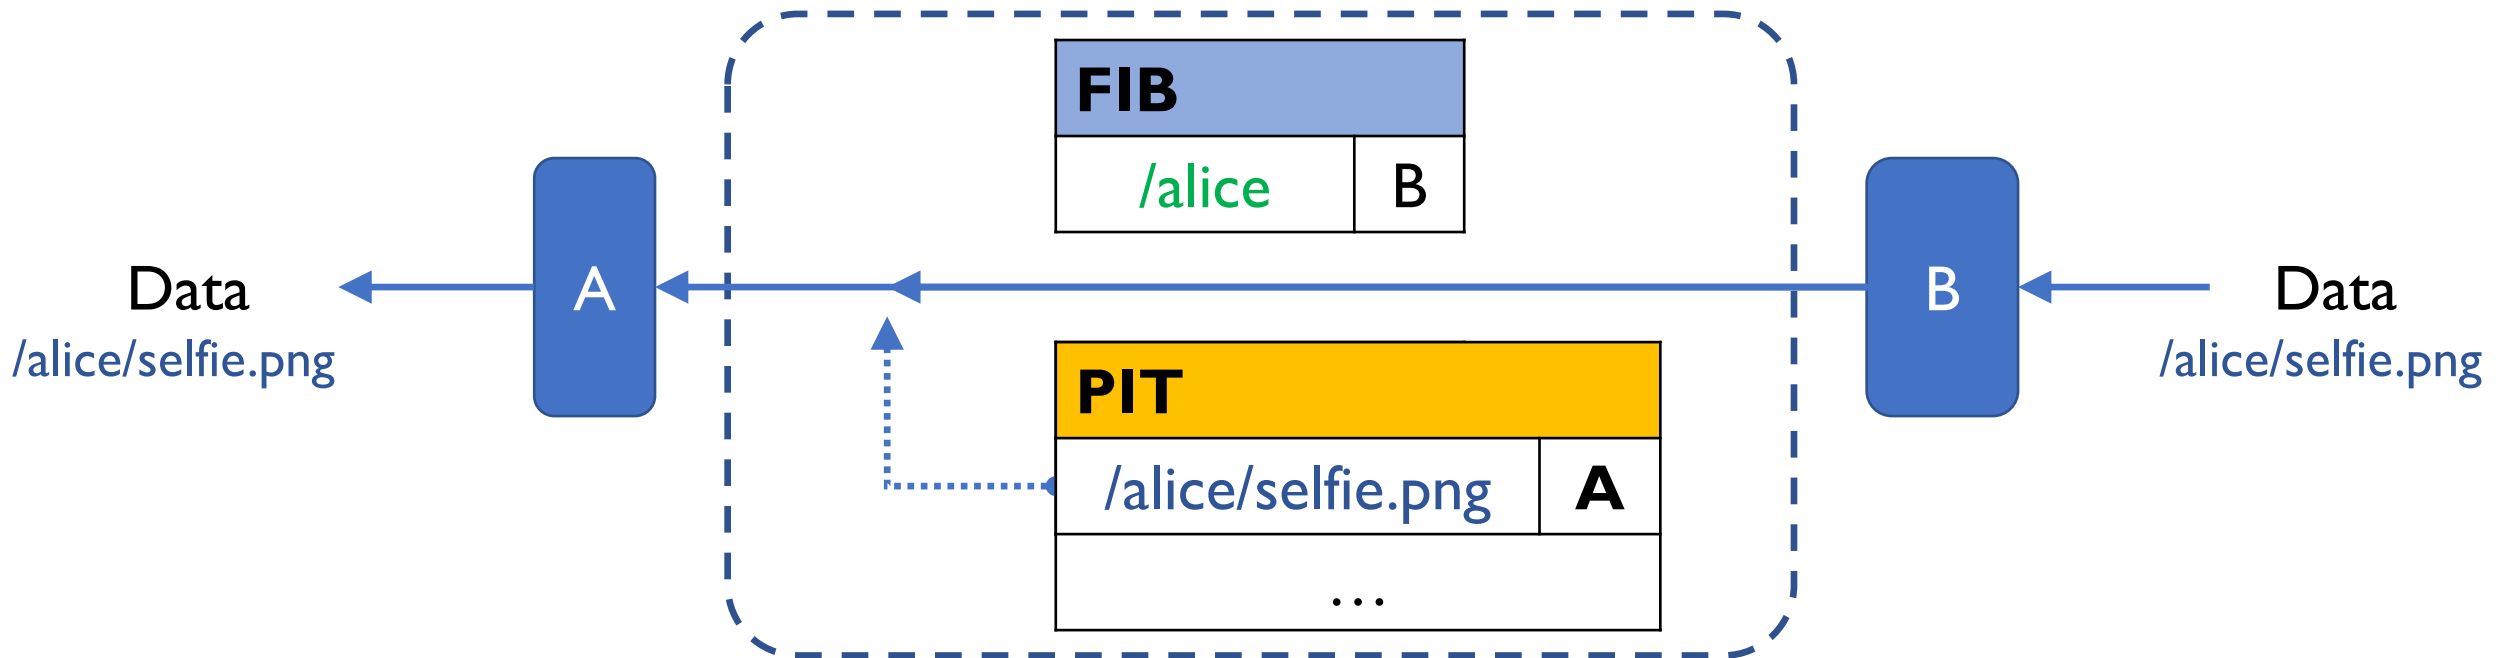 FIB
/alice B
Data
/alice/selfie.png
A
B
Data
/alice/selfie.png
PIT
/alice/selfie.png A
...